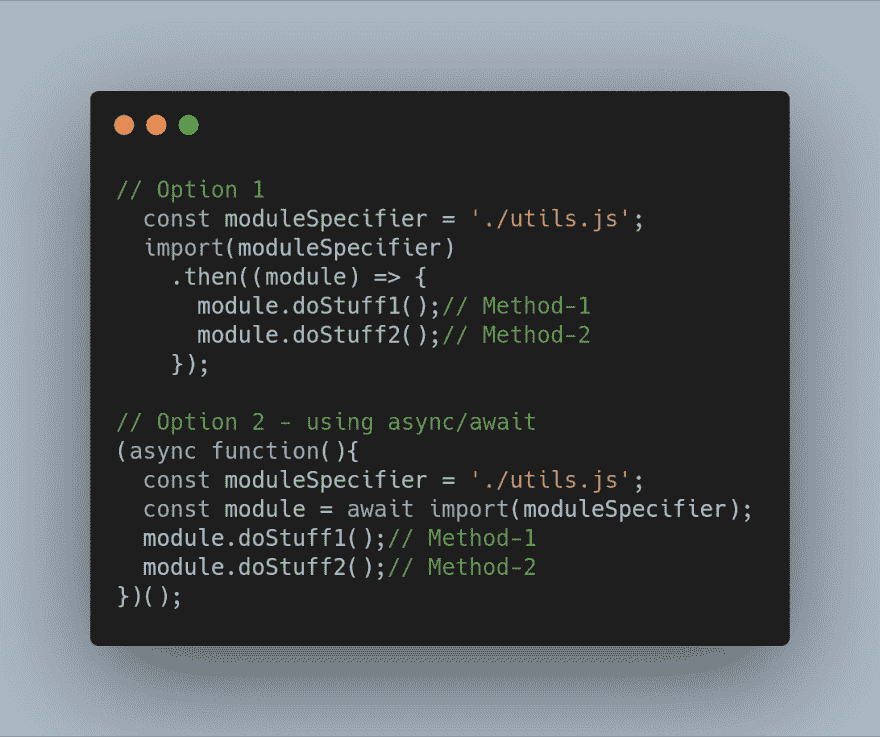 // Option 1
const moduleSpecifier = './utils.js';
import(moduleSpecifier)
.then((module) => {
module.doStuff1();// Method-1
module.doStuff2();// Method-2
});
// Option 2 - using async/await
(async function(){
const moduleSpecifier = './utils.js';
const module = await import(moduleSpecifier);
module.doStuff1();// Method-1
module.doStuff2();// Method-2
})();